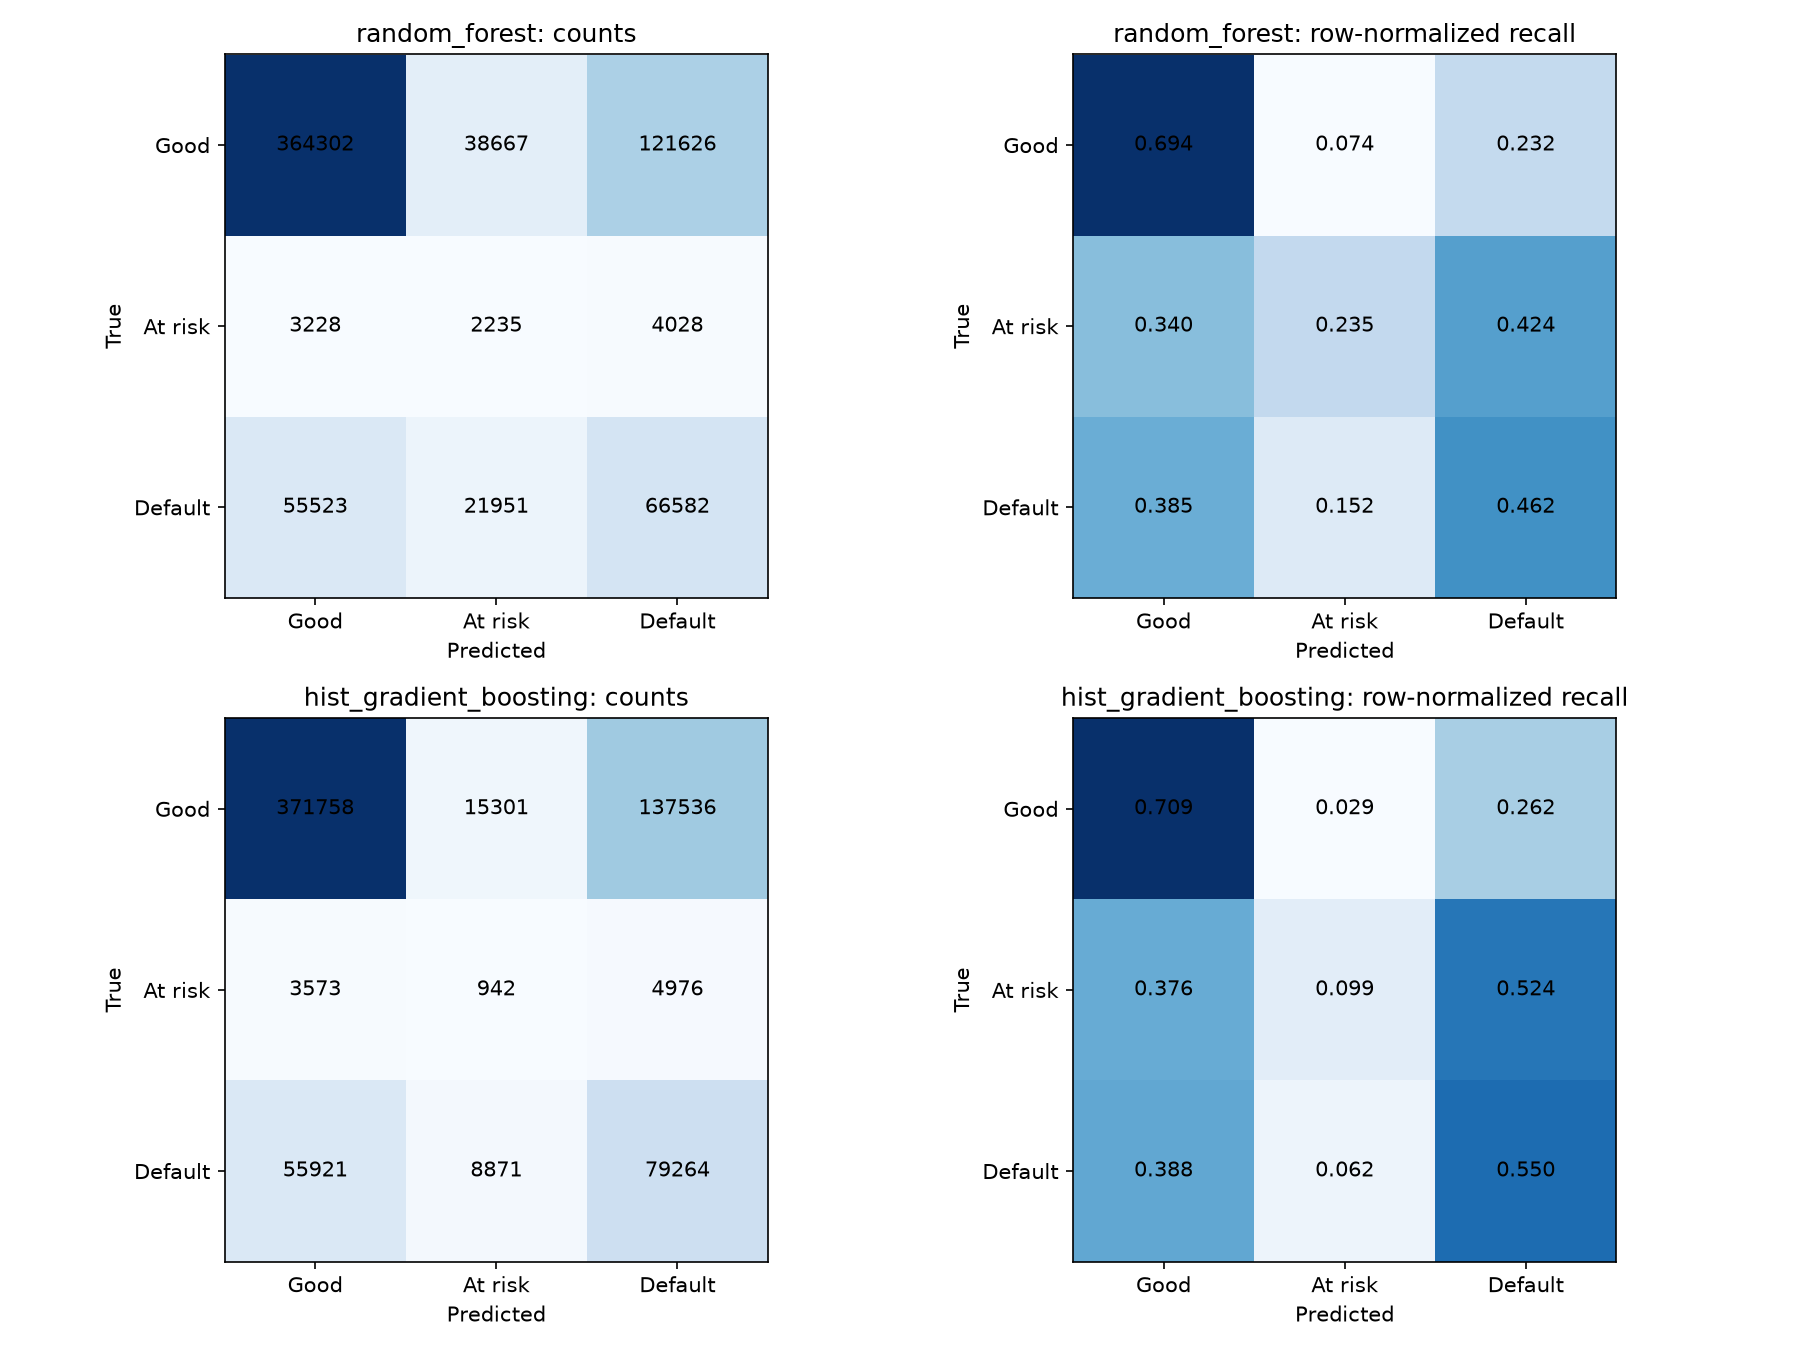 random_forest: counts
random_forest: row-normalized recall
Good
364302 38667 121626
Good
0.694 0.074 0.232
True
At risk
3228 2235 4028
True
At risk
0.340 0.235 0.424
Default
55523 21951 66582
Default
0.385 0.152 0.462
Good At risk Default
Good At risk Default
Predicted
Predicted
hist_gradient_boosting: counts
hist_gradient_boosting: row-normalized recall
Good
371758 15301 137536
Good
0.709 0.029 0.262
True
At risk
3573 942 4976
True
At risk
0.376 0.099 0.524
Default
55921 8871 79264
Default
0.388 0.062 0.550
Good At risk Default
Good At risk Default
Predicted
Predicted